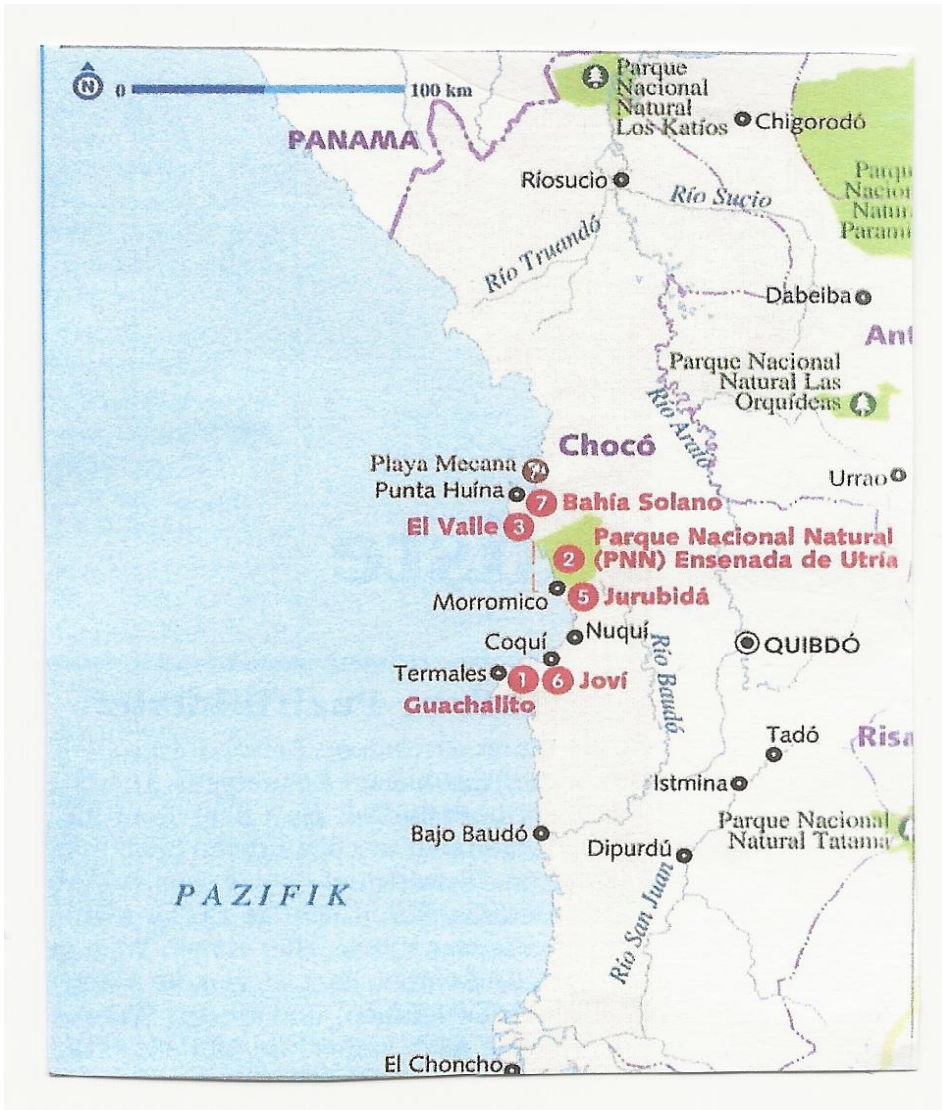 N
0 100 km
Parque
Nacional
Natural
Los Katíos
PANAMA
Chigorodó
Ríosucio
Río Sucio
Río Truandó
Dabeiba
Parque Nacional
Natural Las
Orquídeas
Chocó
Playa Mecana
Punta Huína
7 Bahía Solano
El Valle 3
Urrao
Parque Nacional Natural
2 (PNN) Ensenada de Utría
Morromico
5 Jurubidá
Nuquí
Coquí
QUIBDÓ
Termales
1 6 Joví
Guachalito
Río Baudó
Tadó
Istmina
Parque Nacional
Natural Tatama
Bajo Baudó
Dipurdú
PAZIFIK
Río San Juan
El Choncho